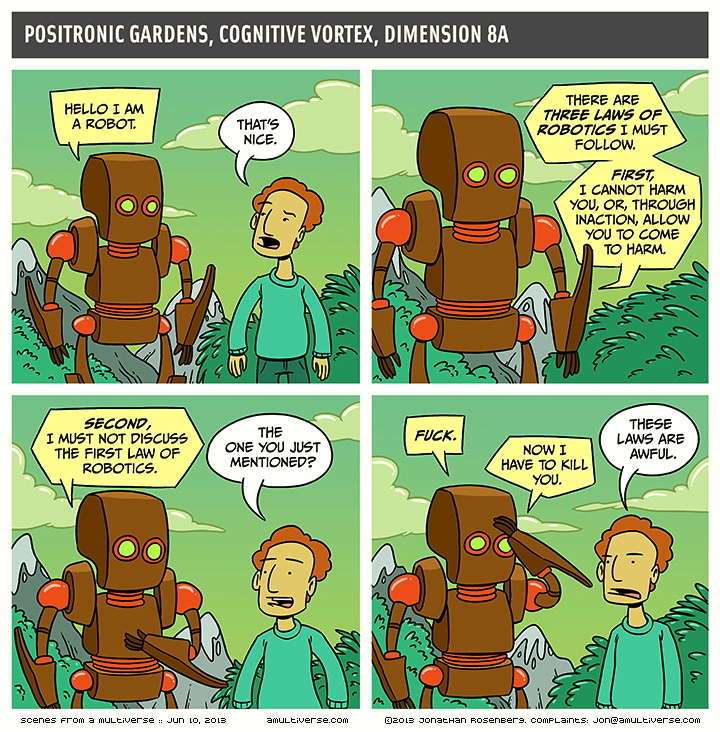 POSITRONIC GARDENS, COGNITIVE VORTEX, DIMENSION 8A
HELLO I AM
A ROBOT.
THAT'S
NICE.
THERE ARE
THREE LAWS OF
ROBOTICS I MUST
FOLLOW.
FIRST,
I CANNOT HARM
YOU, OR, THROUGH
INACTION, ALLOW
YOU TO COME
TO HARM.
SECOND,
I MUST NOT DISCUSS
THE FIRST LAW OF
ROBOTICS.
THE
ONE YOU JUST
MENTIONED?
FUCK.
NOW I
HAVE TO KILL
YOU.
THESE
LAWS ARE
AWFUL.
scenes from a multiverse :: Jun 10, 2013
amultiverse.com
©2013 Jonathan Rosenberg. Complaints: jon@amultiverse.com